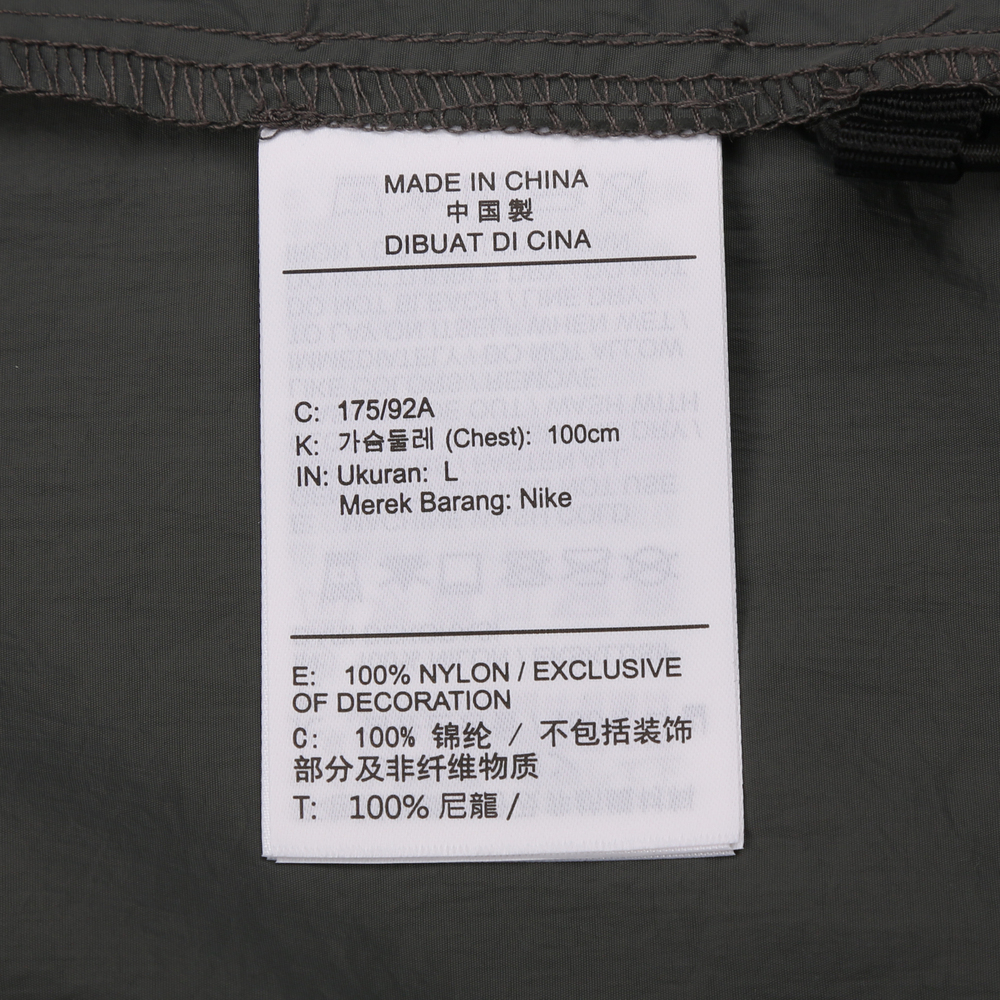 MADE IN CHINA
中国製
DIBUAT DI CINA
C: 175/92A
K: 가슴둘레 (Chest): 100cm
IN: Ukuran: L
Merek Barang: Nike
E: 100% NYLON / EXCLUSIVE
OF DECORATION
C: 100% 锦纶 / 不包括装饰
部分及非纤维物质
T: 100% 尼龍 /